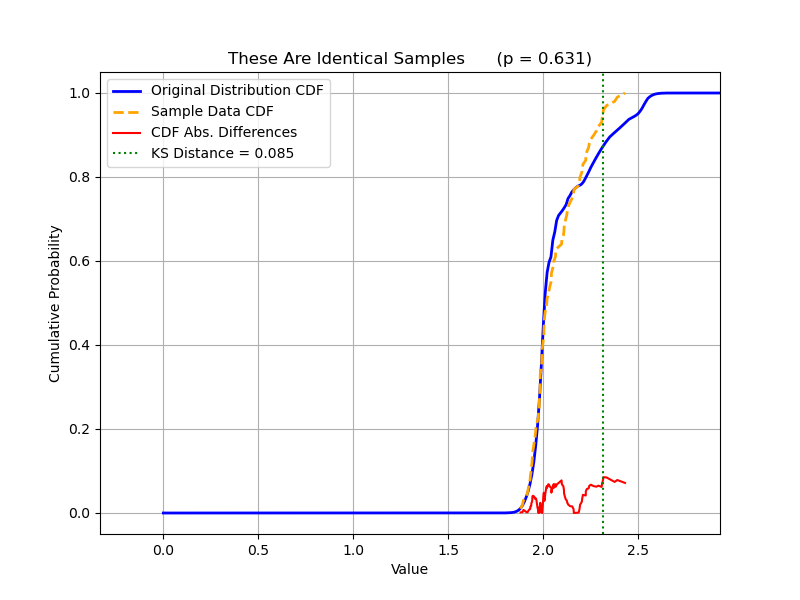 These Are Identical Samples (p = 0.631)
Original Distribution CDF
Sample Data CDF
CDF Abs. Differences
KS Distance = 0.085
Cumulative Probability
1.0
0.8
0.6
0.4
0.2
0.0
0.0 0.5 1.0 1.5 2.0 2.5
Value